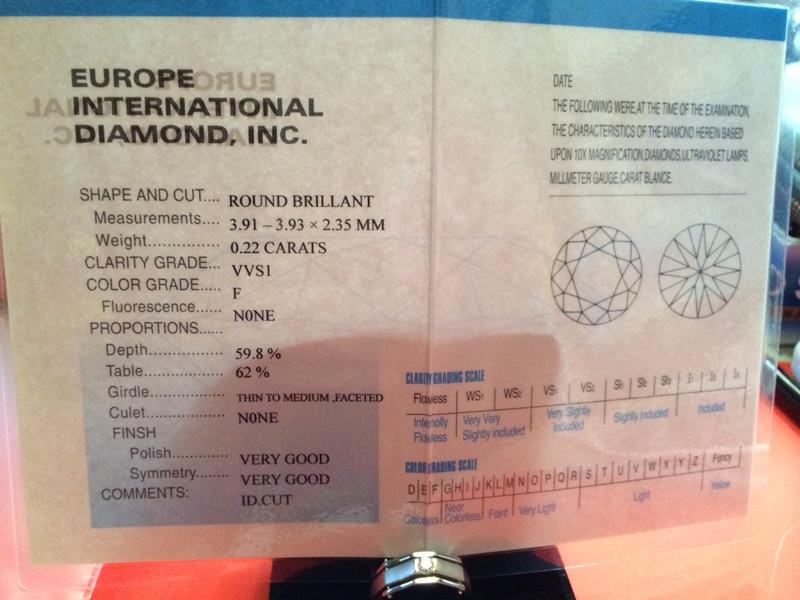 EUROPE
INTERNATIONAL
DIAMOND, INC.
SHAPE AND CUT.... ROUND BRILLANT
Measurements.... 3.91 – 3.93 × 2.35 MM
Weight............... 0.22 CARATS
CLARITY GRADE... VVS1
COLOR GRADE..... F
Fluorescence...... N0NE
PROPORTIONS......
Depth................ 59.8 %
Table................. 62 %
Girdle................ THIN TO MEDIUM ,FACETED
Culet................. N0NE
FINSH
Polish............... VERY GOOD
Symmetry......... VERY GOOD
COMMENTS: ID.CUT
DATE
THE FOLLOWING WERE,AT THE TIME OF THE EXAMINATION,
THE CHARACTERISTICS OF THE DIAMOND HEREIN BASED
UPON 10X MAGNIFICATION,DIAMONDS,ULTRAVIOLET LAMPS,
MILLMETER GAUGE,CARAT BLANCE.
CLARITY GRADING SCALE
Flawless WS1 WS2 VS1 VS2 SI1 SI2 SI3 I1 I2 I3
Internally Flawless Very Very Slightly included Very Slightly Included Slightly included Included
COLOR GRADING SCALE
D E F G H I J K L M N O P Q R S T U V W X Y Z Fancy
Colorless Near Colorless Faint Very Light Light Yellow